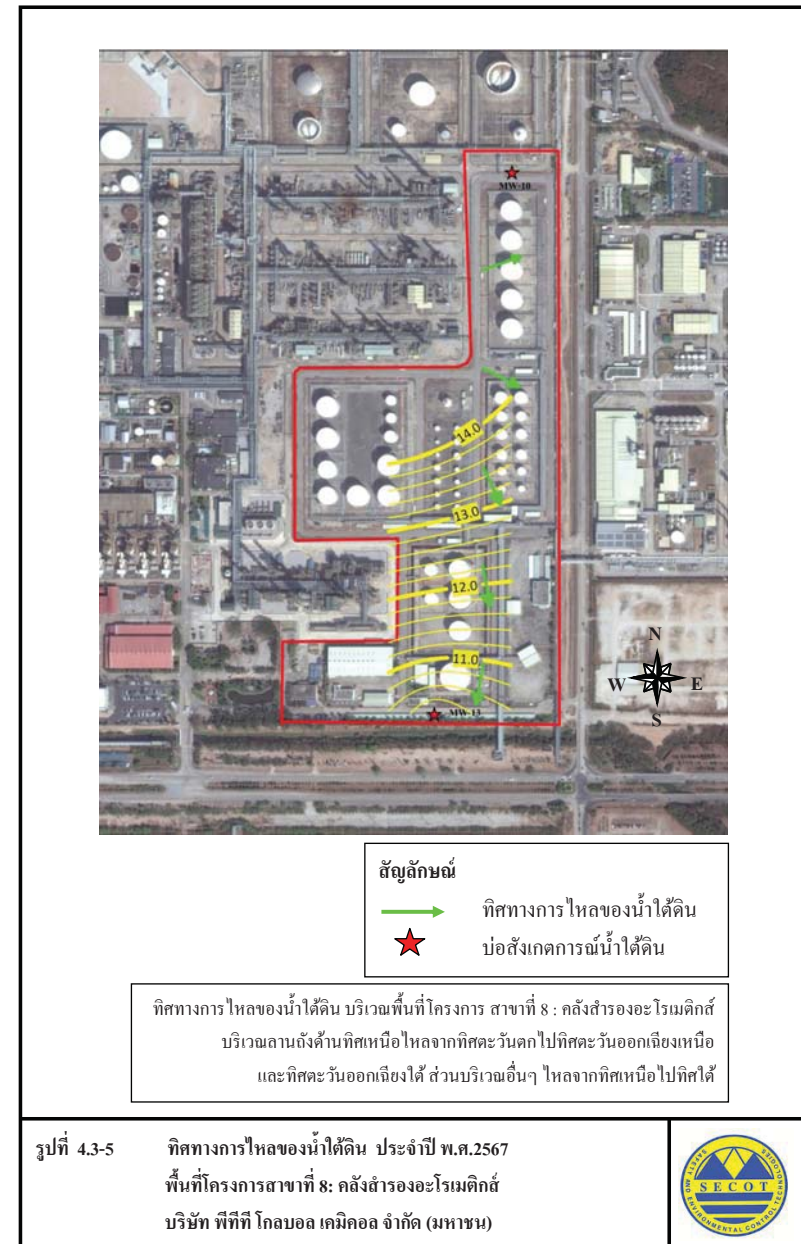 MW-10
14.0
13.0
12.0
11.0
MW-13
N
W E
S
สัญลักษณ์
ทิศทางการไหลของน้ำใต้ดิน
บ่อสังเกตการณ์น้ำใต้ดิน
ทิศทางการไหลของน้ำใต้ดิน บริเวณพื้นที่โครงการ สาขาที่ 8 : คลังสำรองอะโรเมติกส์
บริเวณลานถังด้านทิศเหนือไหลจากทิศตะวันตกไปทิศตะวันออกเฉียงเหนือ
และทิศตะวันออกเฉียงใต้ ส่วนบริเวณอื่นๆ ไหลจากทิศเหนือไปทิศใต้
รูปที่ 4.3-5 ทิศทางการไหลของน้ำใต้ดิน ประจำปี พ.ศ.2567
พื้นที่โครงการสาขาที่ 8: คลังสำรองอะโรเมติกส์
บริษัท พีทีที โกลบอล เคมิคอล จำกัด (มหาชน)
SECOT
SAFETY AND ENVIRONMENTAL CONTROL TECHNOLOGIES